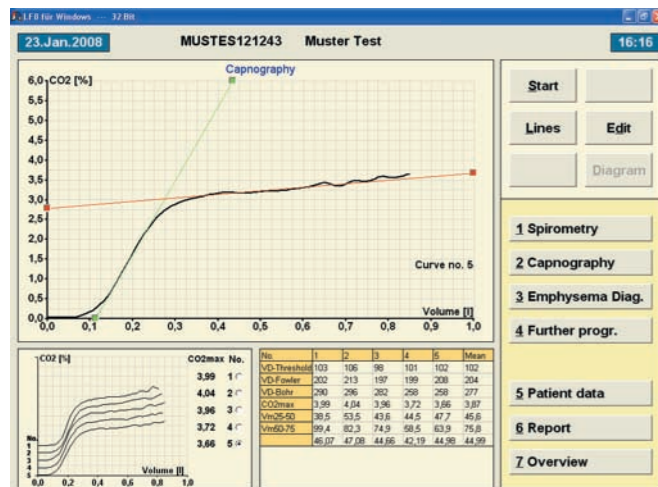 LF8 für Windows --- 32.Bit
23.Jan.2008 MUSTES121243 Muster Test 16:16
Capnography
CO2 [%]
6,0
5,5
5,0
4,5
4,0
3,5
3,0
2,5
2,0
1,5
1,0
0,5
0,0
Curve no. 5
Volume [l]
0,0 0,1 0,2 0,3 0,4 0,5 0,6 0,7 0,8 0,9 1,0
Start
Lines Edit
Diagram
1 Spirometry
2 Capnography
3 Emphysema Diag.
4 Further progr.
5 Patient data
6 Report
7 Overview
CO2 [%] CO2max No.
3,99 1
4,04 2
3,96 3
3,72 4
3,66 5
No.
1
2
3
4
5
Volume [l]
0,0 0,2 0,4 0,6 0,8 1,0
No. 1 2 3 4 5 Mean
VD-Threshold 103 106 98 101 102 102
VD-Fowler 202 213 197 199 208 204
VD-Bohr 290 296 282 258 258 277
CO2max 3,99 4,04 3,96 3,72 3,66 3,87
Vm25-50 38,5 53,5 43,6 44,5 47,7 45,6
Vm50-75 99,4 82,3 74,9 58,5 63,9 75,8
46,07 47,08 44,66 42,19 44,98 44,99